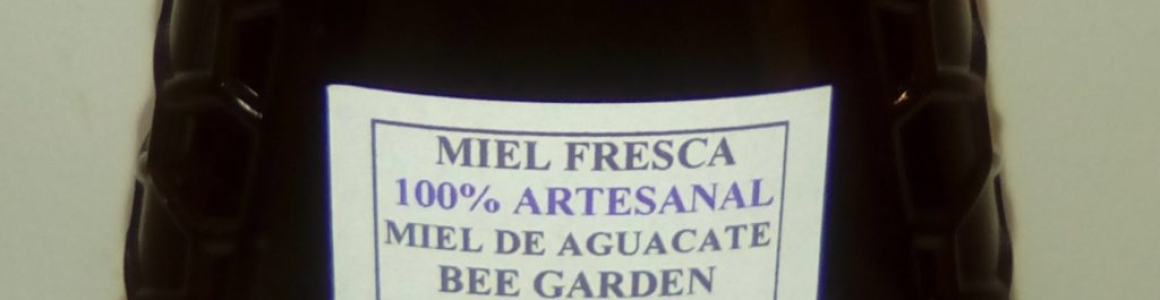 MIEL FRESCA
100% ARTESANAL
MIEL DE AGUACATE
BEE GARDEN